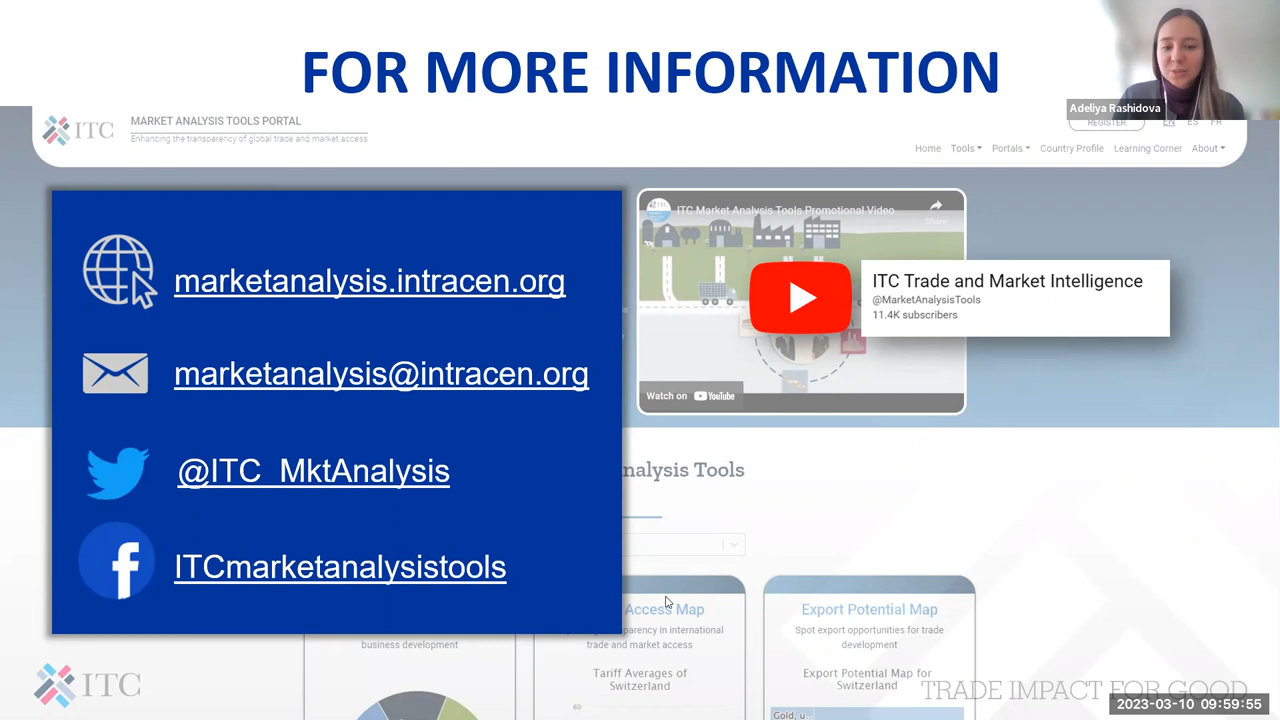 FOR MORE INFORMATION
Adeliya Rashidova
ITC
MARKET ANALYSIS TOOLS PORTAL
Enhancing the transparency of global trade and market access
REGISTER
EN ES FR
Home Tools Portals Country Profile Learning Corner About
marketanalysis.intracen.org
marketanalysis@intracen.org
@ITC_MktAnalysis
ITCmarketanalysistools
ITC Market Analysis Tools Promotional Video
Share
ITC Trade and Market Intelligence
@MarketAnalysisTools
11.4K subscribers
Watch on YouTube
nalysis Tools
business development
Access Map
parency in international
trade and market access
Tariff Averages of
Switzerland
60
Export Potential Map
Spot export opportunities for trade
development
Export Potential Map for
Switzerland
Gold, u...
ITC
TRADE IMPACT FOR GOOD
2023-03-10 09:59:55